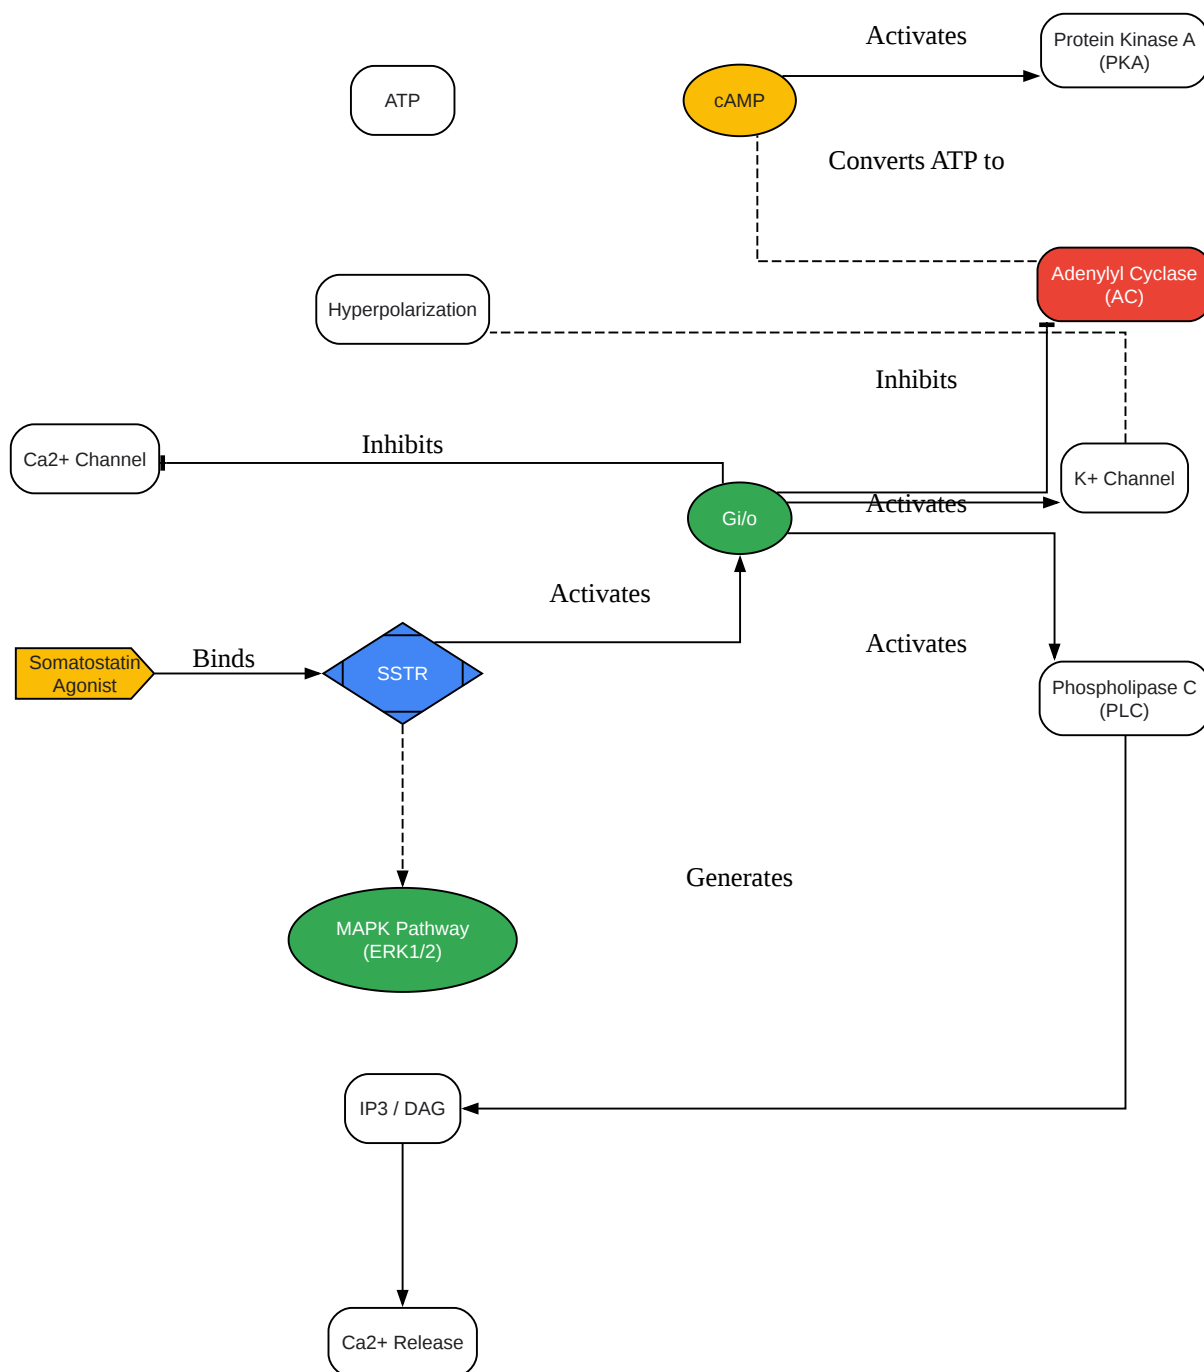 Activates
Protein Kinase A
(PKA)
ATP
cAMP
Converts ATP to
Adenylyl Cyclase
(AC)
Hyperpolarization
Inhibits
Inhibits
Ca2+ Channel
K+ Channel
Activates
Gi/o
Activates
Activates
Somatostatin
Agonist
Binds
SSTR
Phospholipase C
(PLC)
Generates
MAPK Pathway
(ERK1/2)
IP3 / DAG
Ca2+ Release